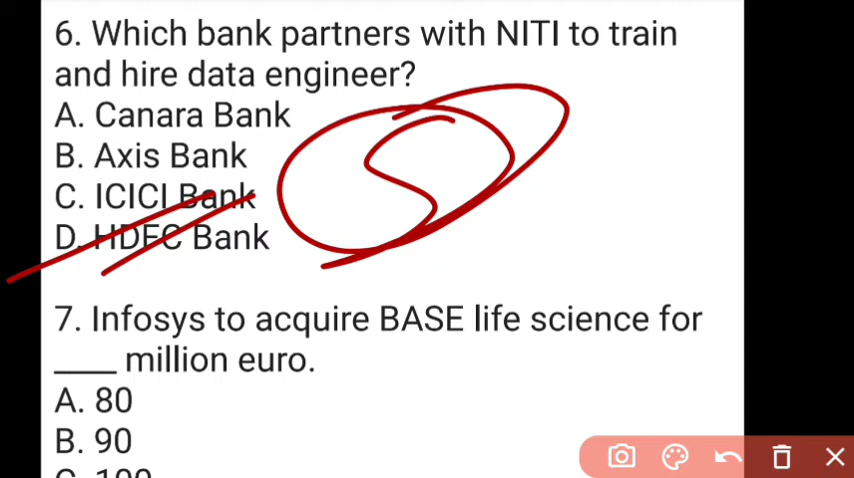 6. Which bank partners with NITI to train
and hire data engineer?
A. Canara Bank
B. Axis Bank
C. ICICI Bank
D. HDFC Bank
7. Infosys to acquire BASE life science for
____ million euro.
A. 80
B. 90
C. 100